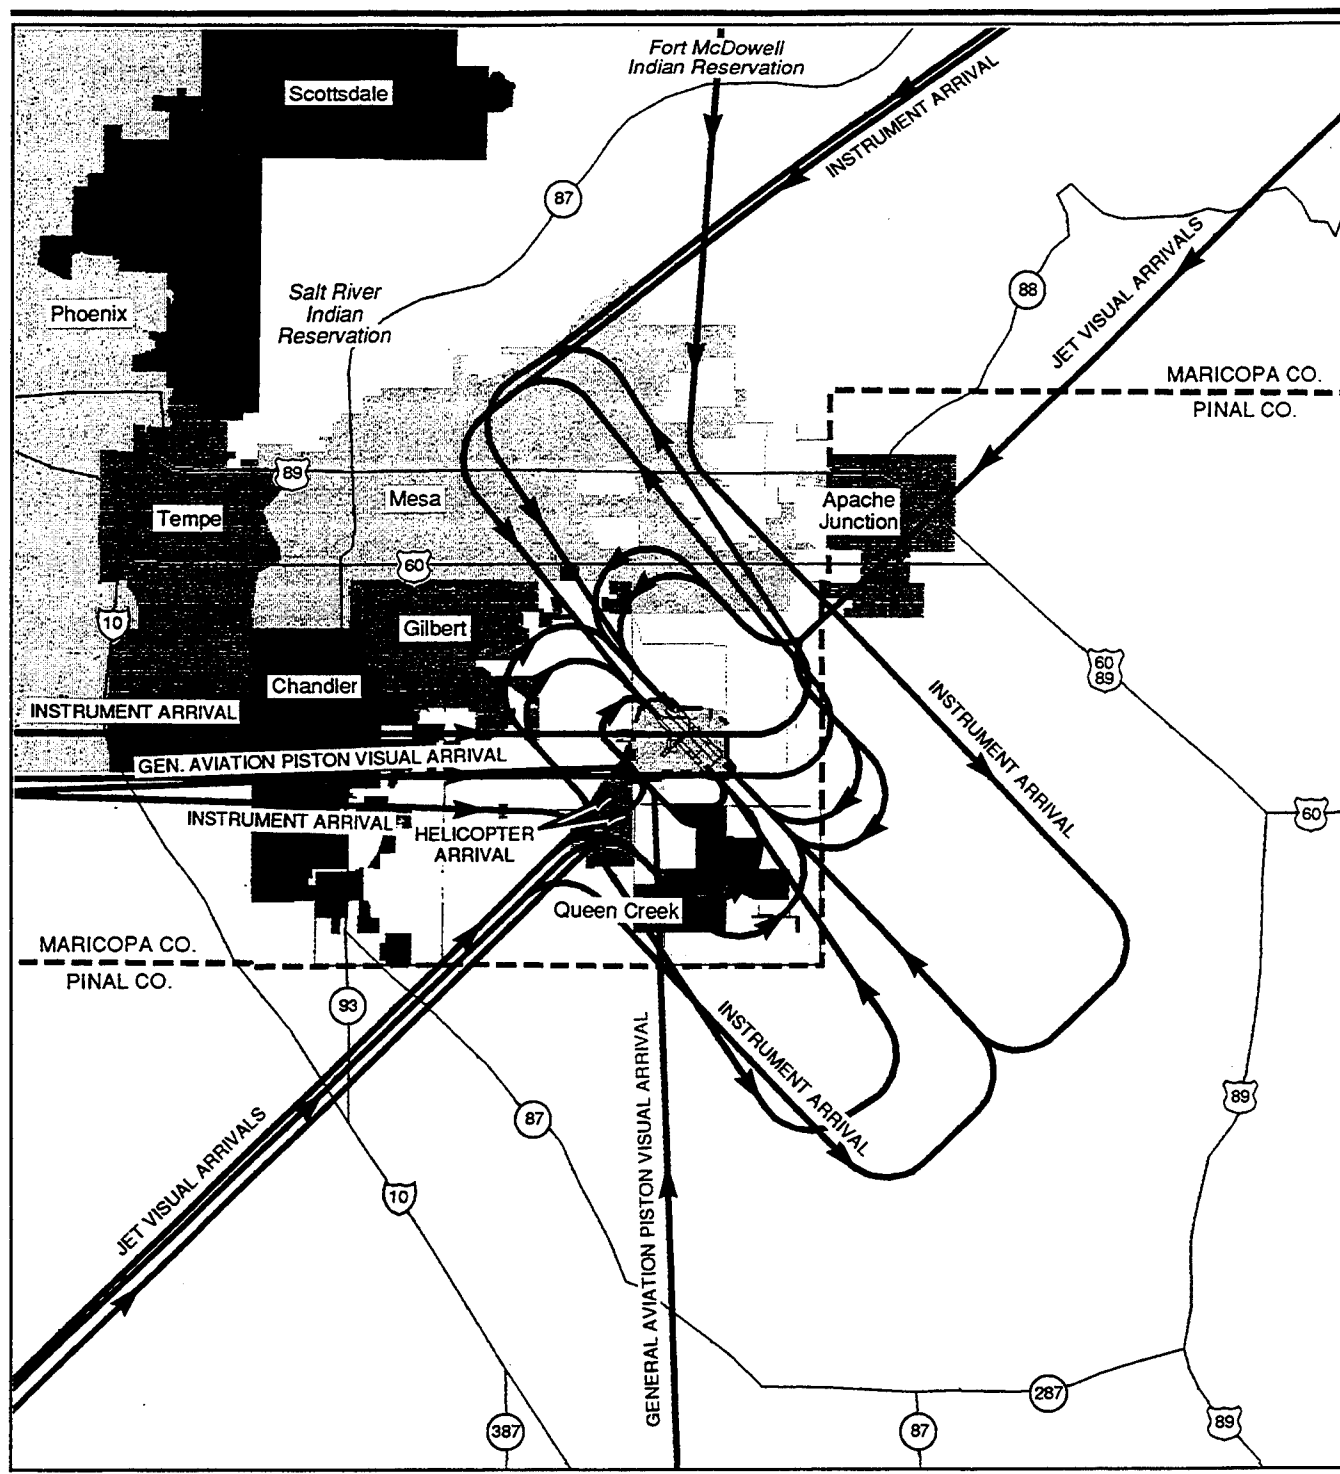 Fort McDowell
Indian Reservation
Scottsdale
INSTRUMENT ARRIVAL
87
JET VISUAL ARRIVALS
88
Salt River
Indian
Reservation
Phoenix
MARICOPA CO.
PINAL CO.
89
Mesa
Apache
Junction
Tempe
60
10
Gilbert
60
89
Chandler
INSTRUMENT ARRIVAL
INSTRUMENT ARRIVAL
GEN. AVIATION PISTON VISUAL ARRIVAL
INSTRUMENT ARRIVAL
HELICOPTER
ARRIVAL
60
Queen Creek
MARICOPA CO.
PINAL CO.
93
INSTRUMENT ARRIVAL
GENERAL AVIATION PISTON VISUAL ARRIVAL
87
89
JET VISUAL ARRIVALS
10
287
387
87
89